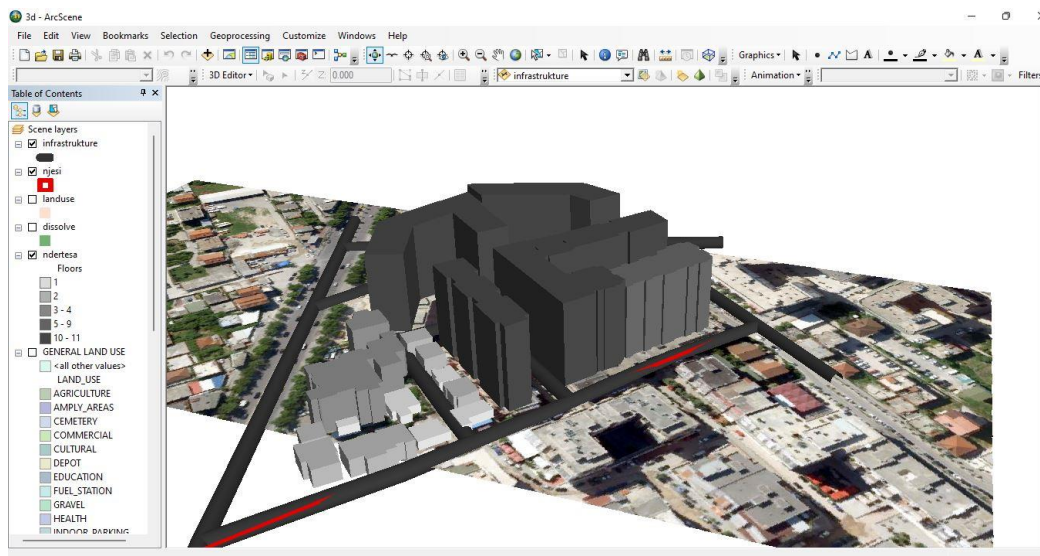 3d - ArcScene
File Edit View Bookmarks Selection Geoprocessing Customize Windows Help
Graphics
3D Editor 0.000 infrastrukture Animation Filters
Table of Contents
Scene layers
infrastrukture
njesi
landuse
dissolve
ndertesa
Floors
1
2
3 - 4
5 - 9
10 - 11
GENERAL LAND USE
<all other values>
LAND_USE
AGRICULTURE
AMPLY_AREAS
CEMETERY
COMMERCIAL
CULTURAL
DEPOT
EDUCATION
FUEL_STATION
GRAVEL
HEALTH
INDOOR_PARKING